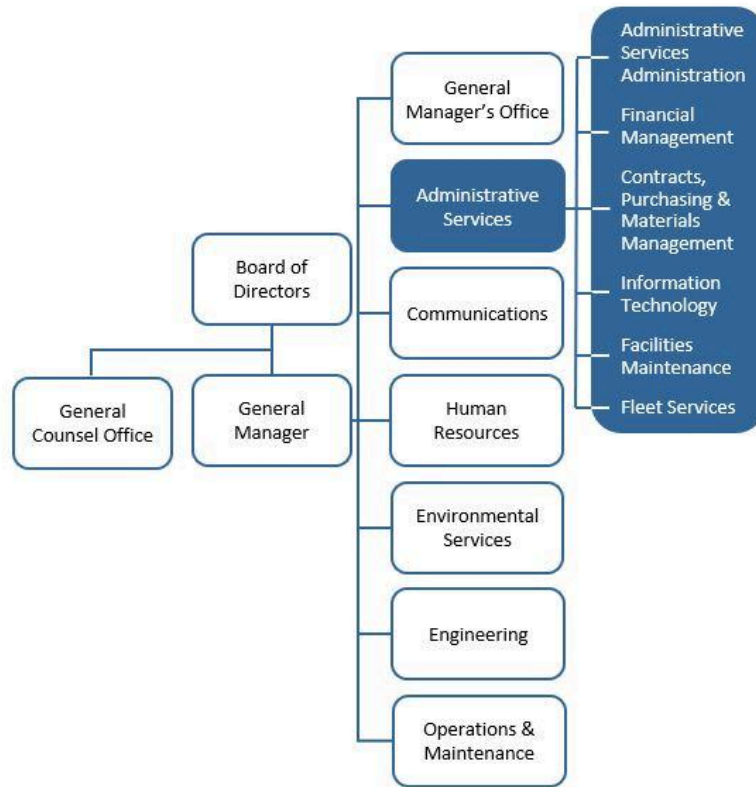 Board of
Directors
General
Counsel Office
General
Manager
General
Manager’s Office
Administrative
Services
Communications
Human
Resources
Environmental
Services
Engineering
Operations &
Maintenance
Administrative
Services
Administration
Financial
Management
Contracts,
Purchasing &
Materials
Management
Information
Technology
Facilities
Maintenance
Fleet Services